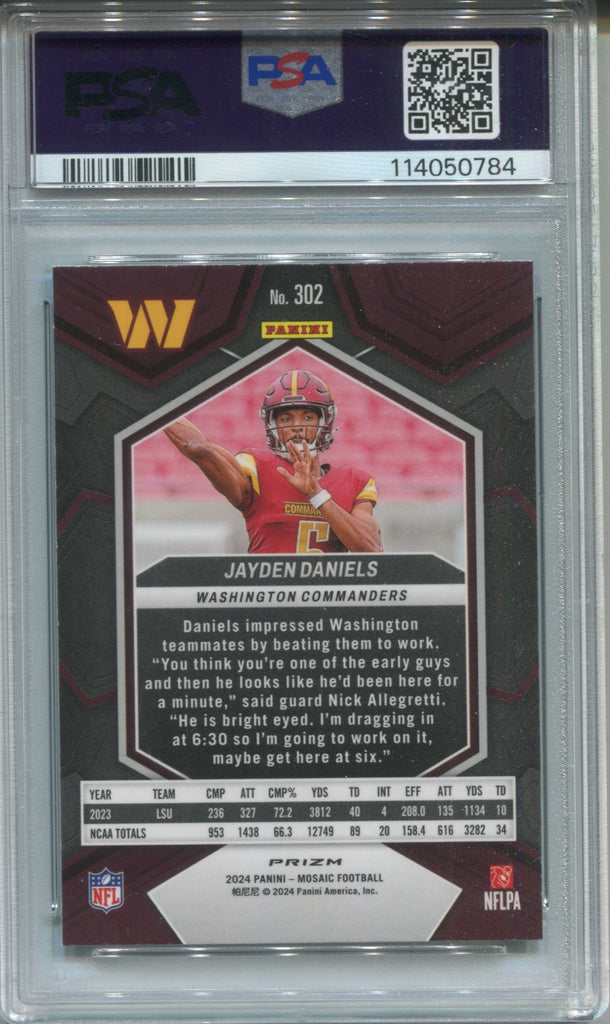 PSA
PSA
114050784
No. 302
PANINI
COMMAN
5
JAYDEN DANIELS
WASHINGTON COMMANDERS
Daniels impressed Washington
teammates by beating them to work.
“You think you’re one of the early guys
and then he looks like he’d been here for
a minute,” said guard Nick Allegretti.
“He is bright eyed. I’m dragging in
at 6:30 so I’m going to work on it,
maybe get here at six.”
YEAR TEAM CMP ATT CMP% YDS TD INT EFF ATT YDS TD
2023 LSU 236 327 72.2 3812 40 4 208.0 135 1134 10
NCAA TOTALS 953 1438 66.3 12749 89 20 158.4 616 3282 34
PRIZM
2024 PANINI – MOSAIC FOOTBALL
帕尼尼 © 2024 Panini America, Inc.
NFL
NFLPA